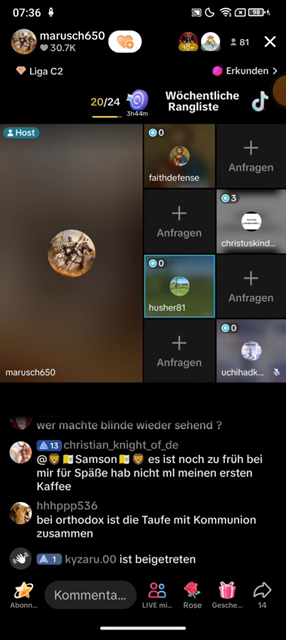 07:36
98
marusch650
30.7K
10+
81
Liga C2
Erkunden >
20/24
3h44m
Wöchentliche
Rangliste
Host
0
faithdefense
Anfragen
Anfragen
3
christuskind...
0
husher81
Anfragen
Anfragen
0
uchihadk...
marusch650
wer machte blinde wieder sehend ?
13 christian_knight_of_de
@🦁🇻🇦Samson🇻🇦🦁 es ist noch zu früh bei
mir für Späße hab nicht ml meinen ersten
Kaffee
hhhppp536
bei orthodox ist die Taufe mit Kommunion
zusammen
1 kyzaru.00 ist beigetreten
Kommenta...
Abonn...
LIVE mi...
Rose
Gesche...
14